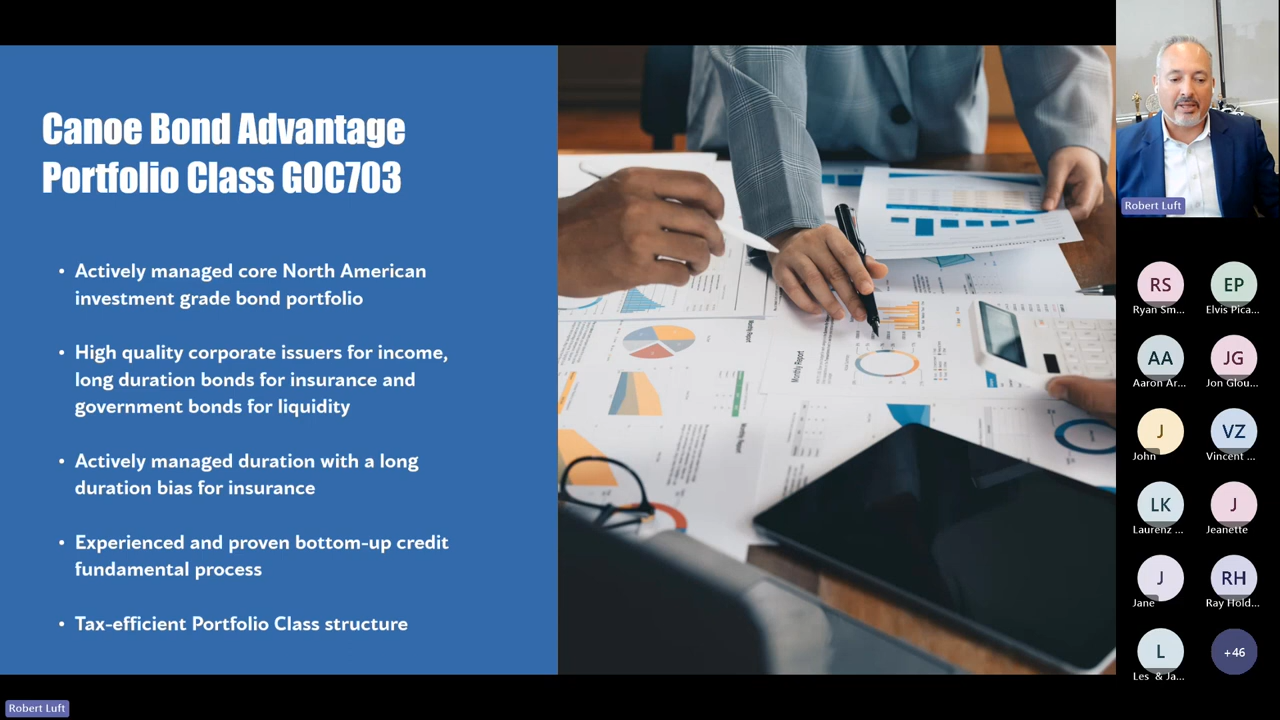 Canoe Bond Advantage
Portfolio Class GOC703
• Actively managed core North American
investment grade bond portfolio
• High quality corporate issuers for income,
long duration bonds for insurance and
government bonds for liquidity
• Actively managed duration with a long
duration bias for insurance
• Experienced and proven bottom-up credit
fundamental process
• Tax-efficient Portfolio Class structure
Monthly Report
Robert Luft
RS
Ryan Sm...
EP
Elvis Pica...
AA
Aaron Ar...
JG
Jon Glou...
J
John
VZ
Vincent ...
LK
Laurenz ...
J
Jeanette
J
Jane
RH
Ray Hold...
L
Les & Ja...
+46
Robert Luft